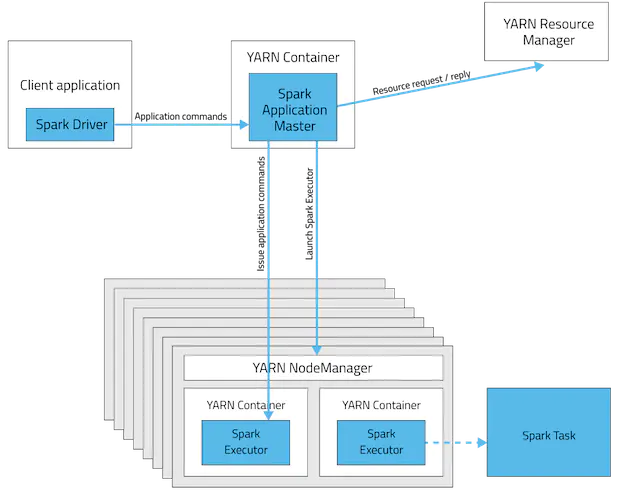 YARN Resource
Manager
YARN Container
Client application
Spark
Application
Master
Spark Driver
Application commands
Resource request / reply
Issue application commands
Launch Spark Executor
YARN NodeManager
YARN Container
YARN Container
Spark
Executor
Spark
Executor
Spark Task